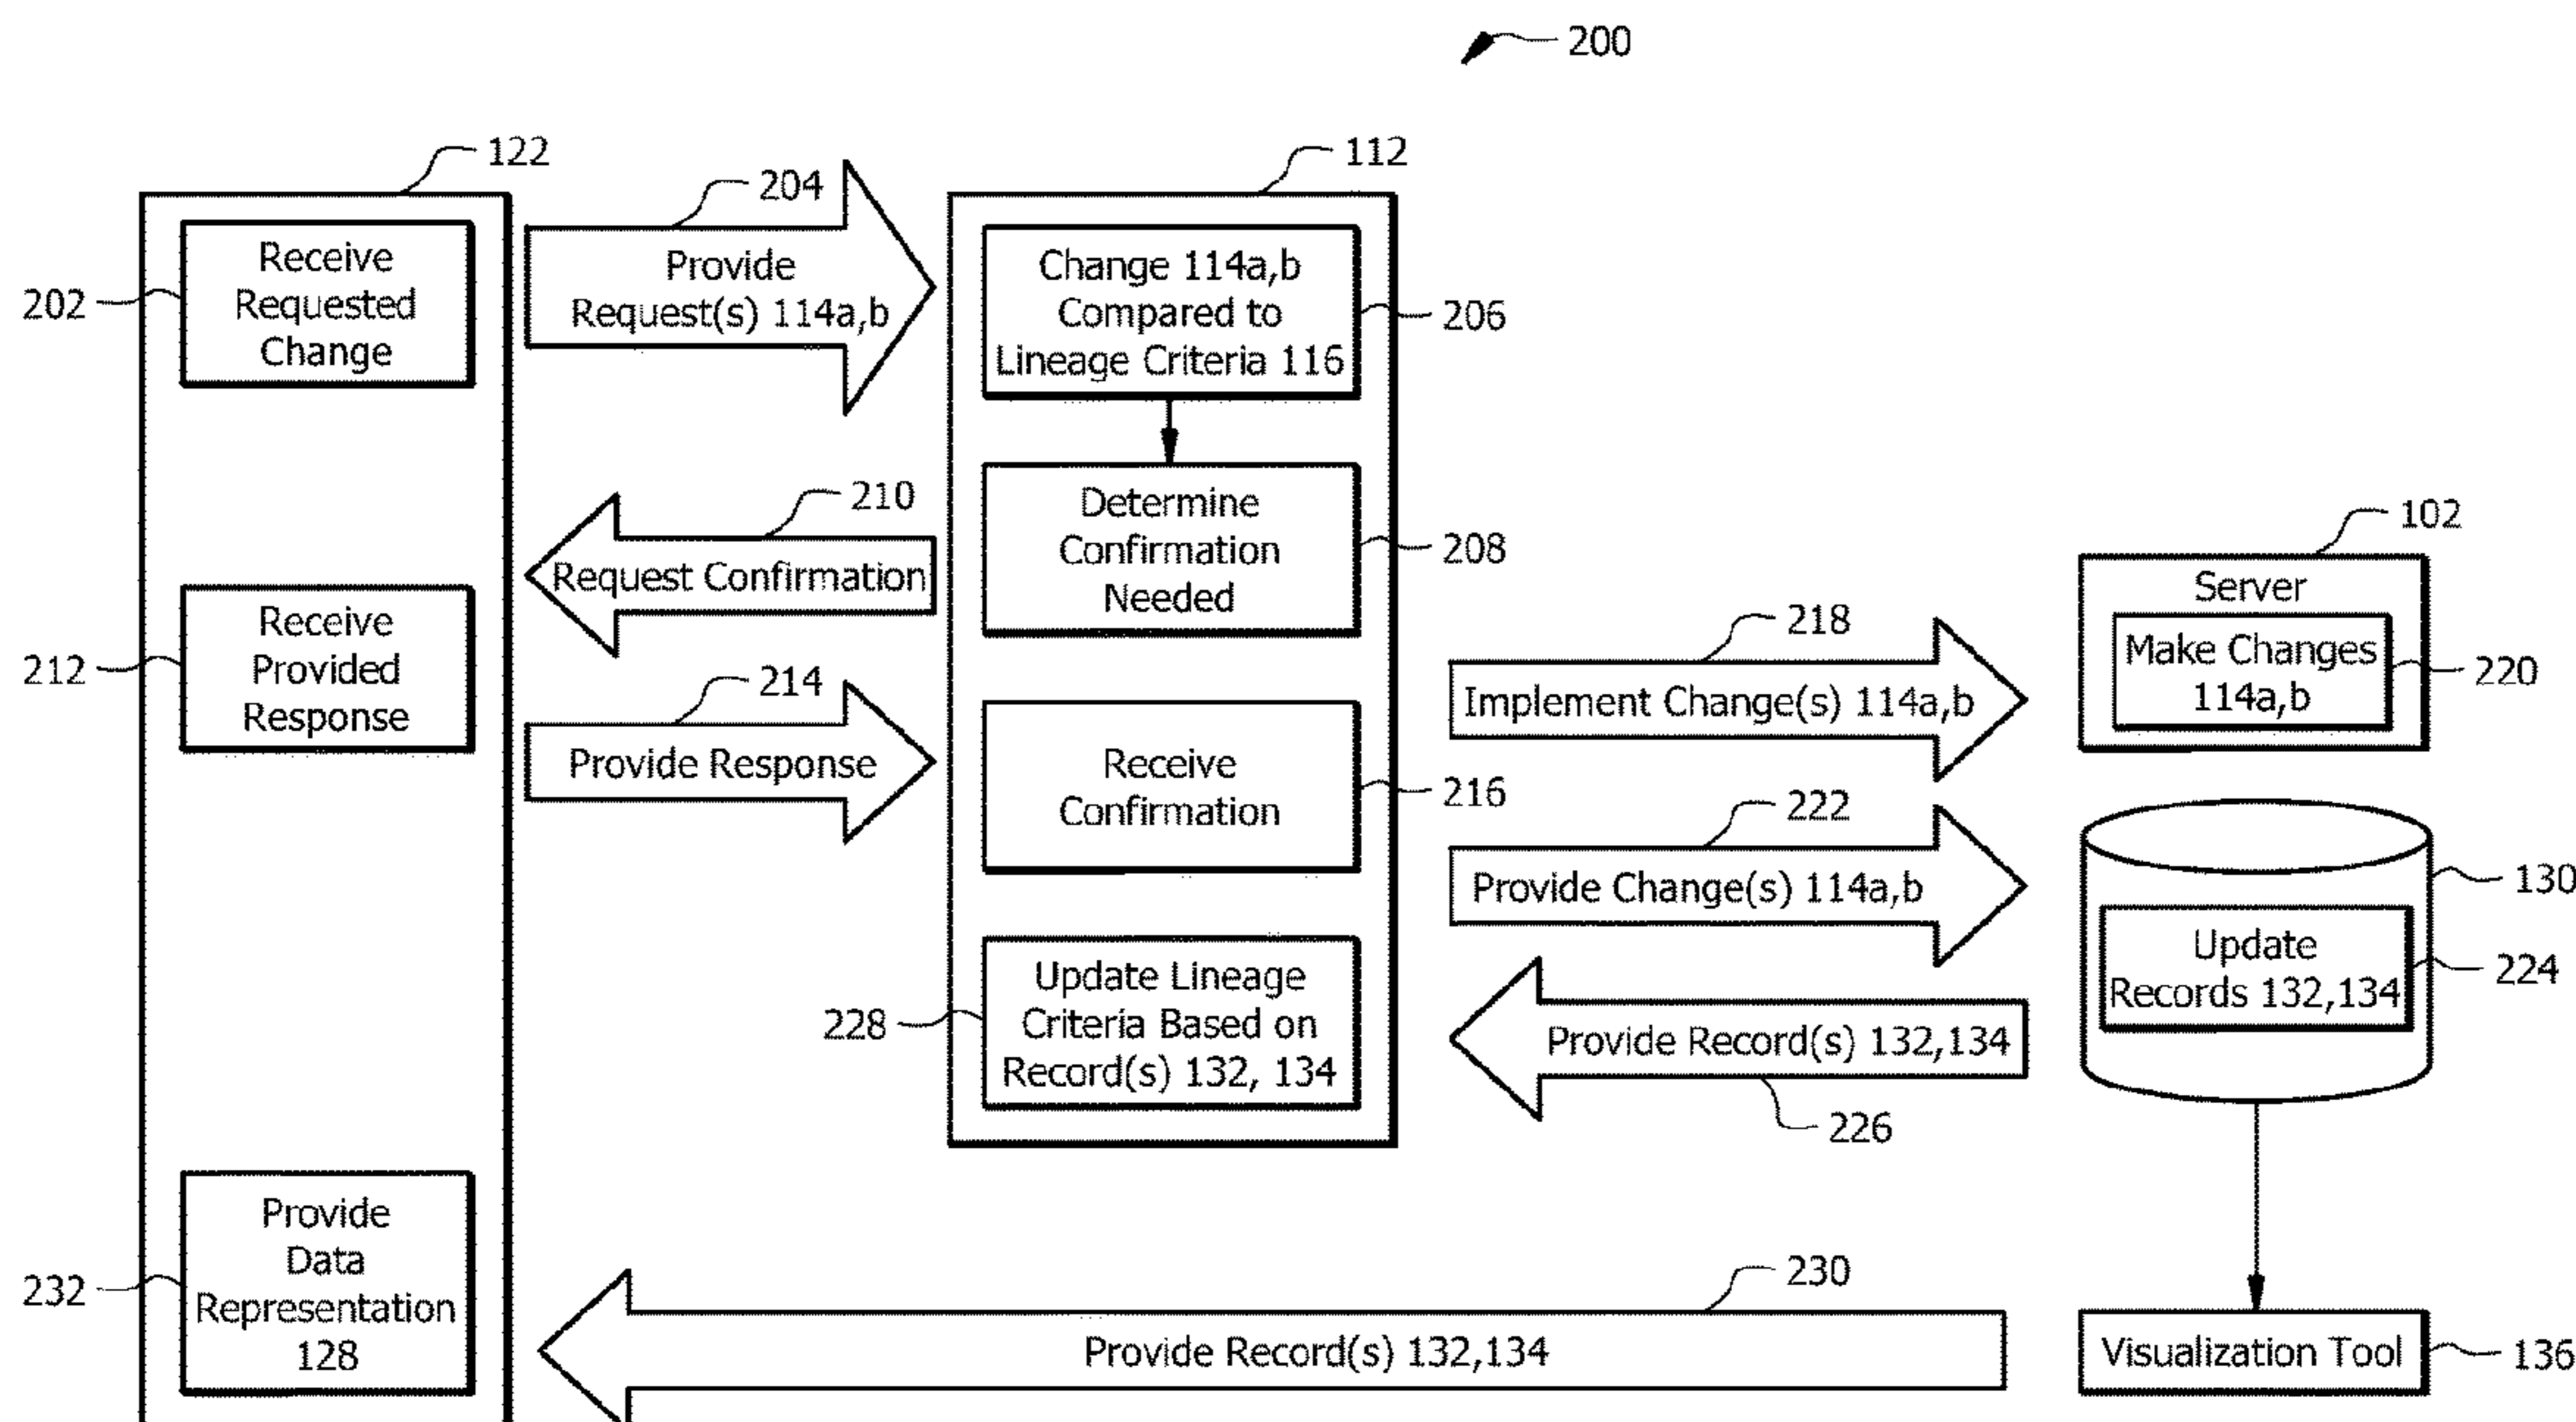 200
122
204
112
Receive
Requested
Change
202
Provide
Request(s) 114a,b
Change 114a,b
Compared to
Lineage Criteria 116
206
210
Request Confirmation
Determine
Confirmation
Needed
208
102
Server
Make Changes
114a,b
220
Receive
Provided
Response
212
214
Provide Response
Receive
Confirmation
216
218
Implement Change(s) 114a,b
222
Provide Change(s) 114a,b
130
Update
Records 132,134
224
Update Lineage
Criteria Based on
Record(s) 132, 134
228
Provide Record(s) 132,134
226
Provide
Data
Representation
128
232
230
Provide Record(s) 132,134
Visualization Tool
136